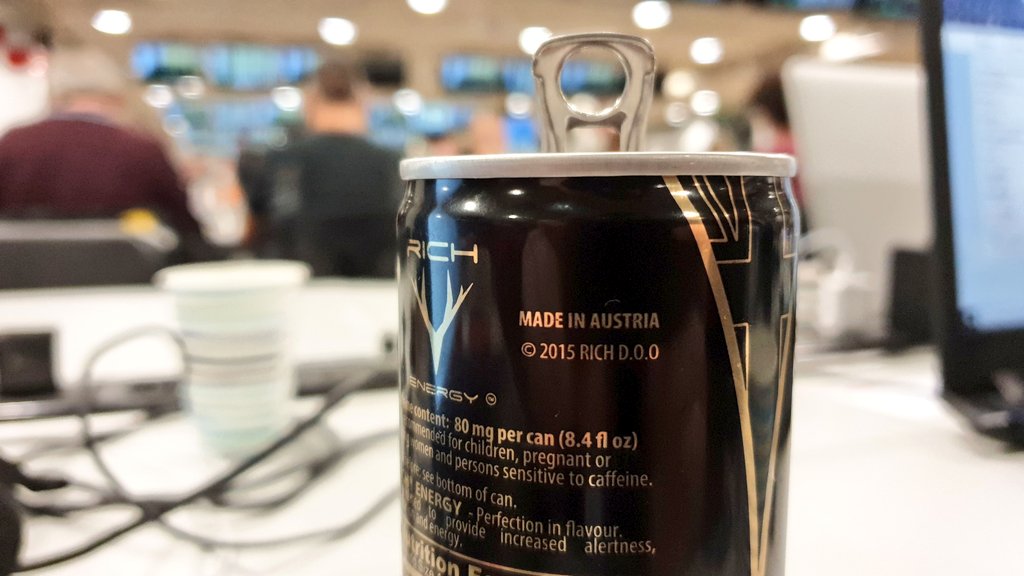 RICH
ENERGY
MADE IN AUSTRIA
© 2015 RICH D.O.O
content: 80 mg per can (8.4 fl oz)
for children, pregnant or
women and persons sensitive to caffeine.
see bottom of can.
ENERGY - Perfection in flavour.
to provide increased alertness,
and energy.